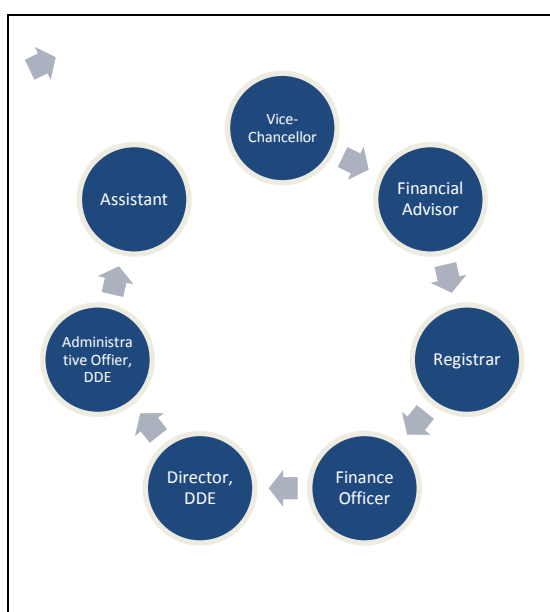 Vice-
Chancellor
Financial
Advisor
Registrar
Finance
Officer
Director,
DDE
Administra
tive Offier,
DDE
Assistant